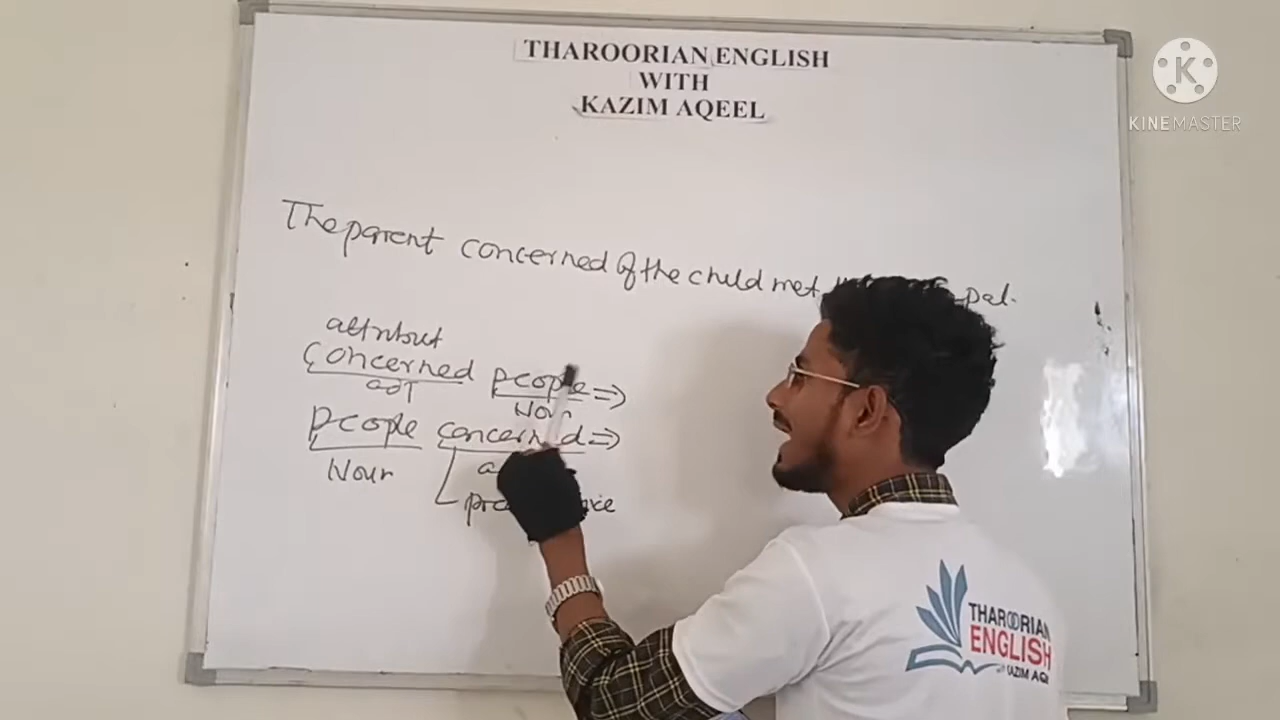 THAROORIAN ENGLISH
WITH
KAZIM AQEEL
KINEMASTER
The parent concerned of the child met pal.
attribut
Concerned people ⇒
adj Noun
people concerned ⇒
Noun
THAROORIAN
ENGLISH